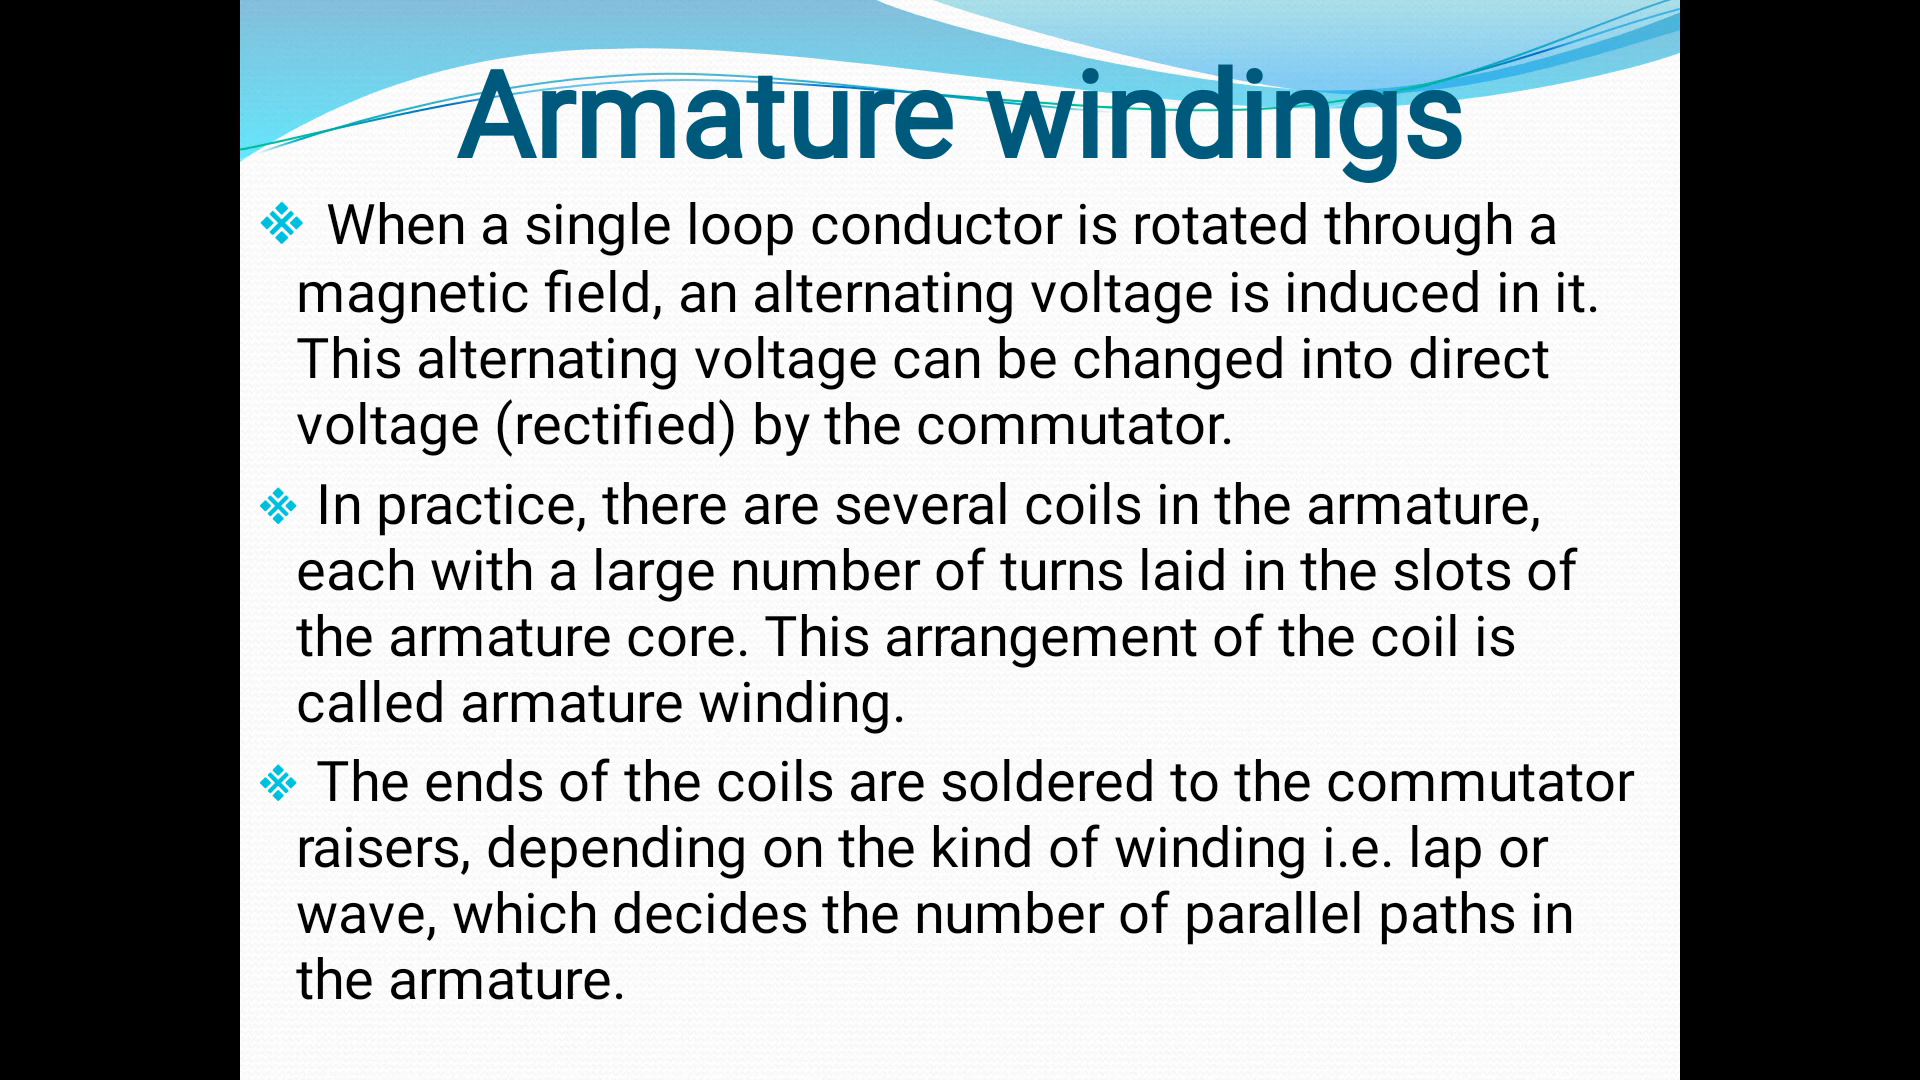 Armature windings
When a single loop conductor is rotated through a
magnetic field, an alternating voltage is induced in it.
This alternating voltage can be changed into direct
voltage (rectified) by the commutator.
In practice, there are several coils in the armature,
each with a large number of turns laid in the slots of
the armature core. This arrangement of the coil is
called armature winding.
The ends of the coils are soldered to the commutator
raisers, depending on the kind of winding i.e. lap or
wave, which decides the number of parallel paths in
the armature.